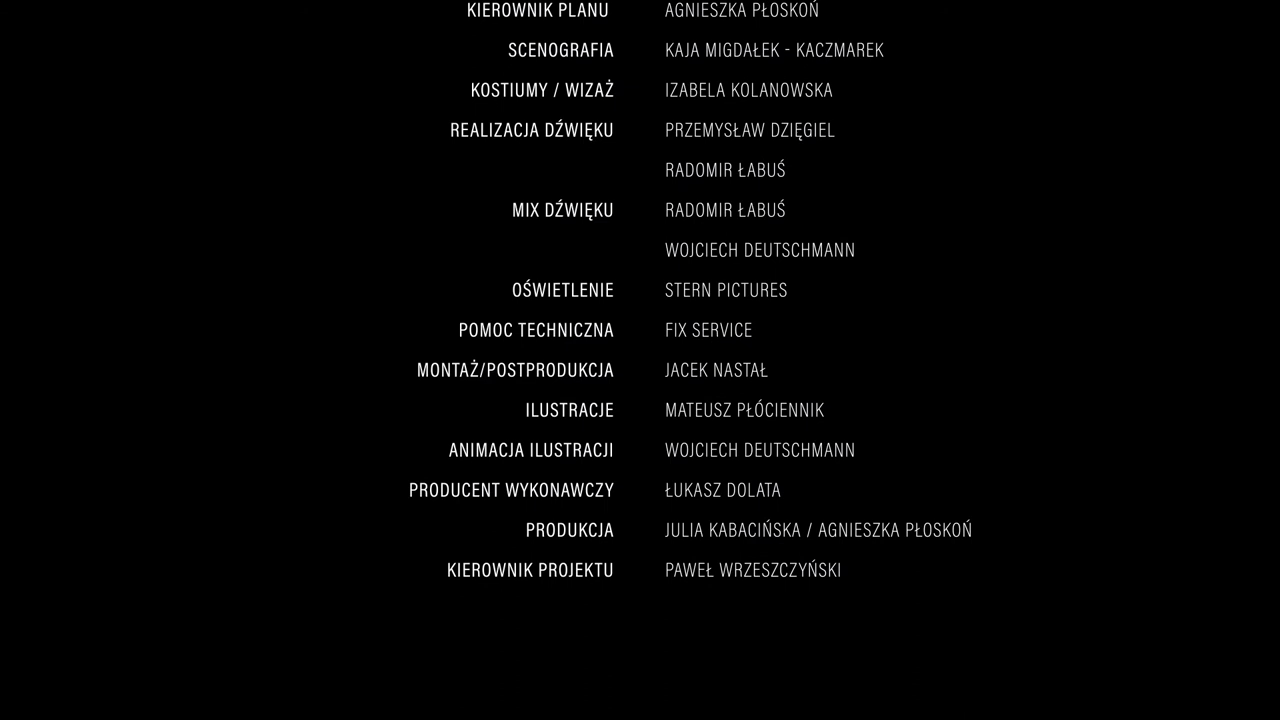 KIEROWNIK PLANU AGNIESZKA PŁOSKOŃ
SCENOGRAFIA KAJA MIGDAŁEK - KACZMAREK
KOSTIUMY / WIZAŻ IZABELA KOLANOWSKA
REALIZACJA DŹWIĘKU PRZEMYSŁAW DZIĘGIEL
RADOMIR ŁABUŚ
MIX DŹWIĘKU RADOMIR ŁABUŚ
WOJCIECH DEUTSCHMANN
OŚWIETLENIE STERN PICTURES
POMOC TECHNICZNA FIX SERVICE
MONTAŻ/POSTPRODUKCJA JACEK NASTAŁ
ILUSTRACJE MATEUSZ PŁÓCIENNIK
ANIMACJA ILUSTRACJI WOJCIECH DEUTSCHMANN
PRODUCENT WYKONAWCZY ŁUKASZ DOLATA
PRODUKCJA JULIA KABACIŃSKA / AGNIESZKA PŁOSKOŃ
KIEROWNIK PROJEKTU PAWEŁ WRZESZCZYŃSKI